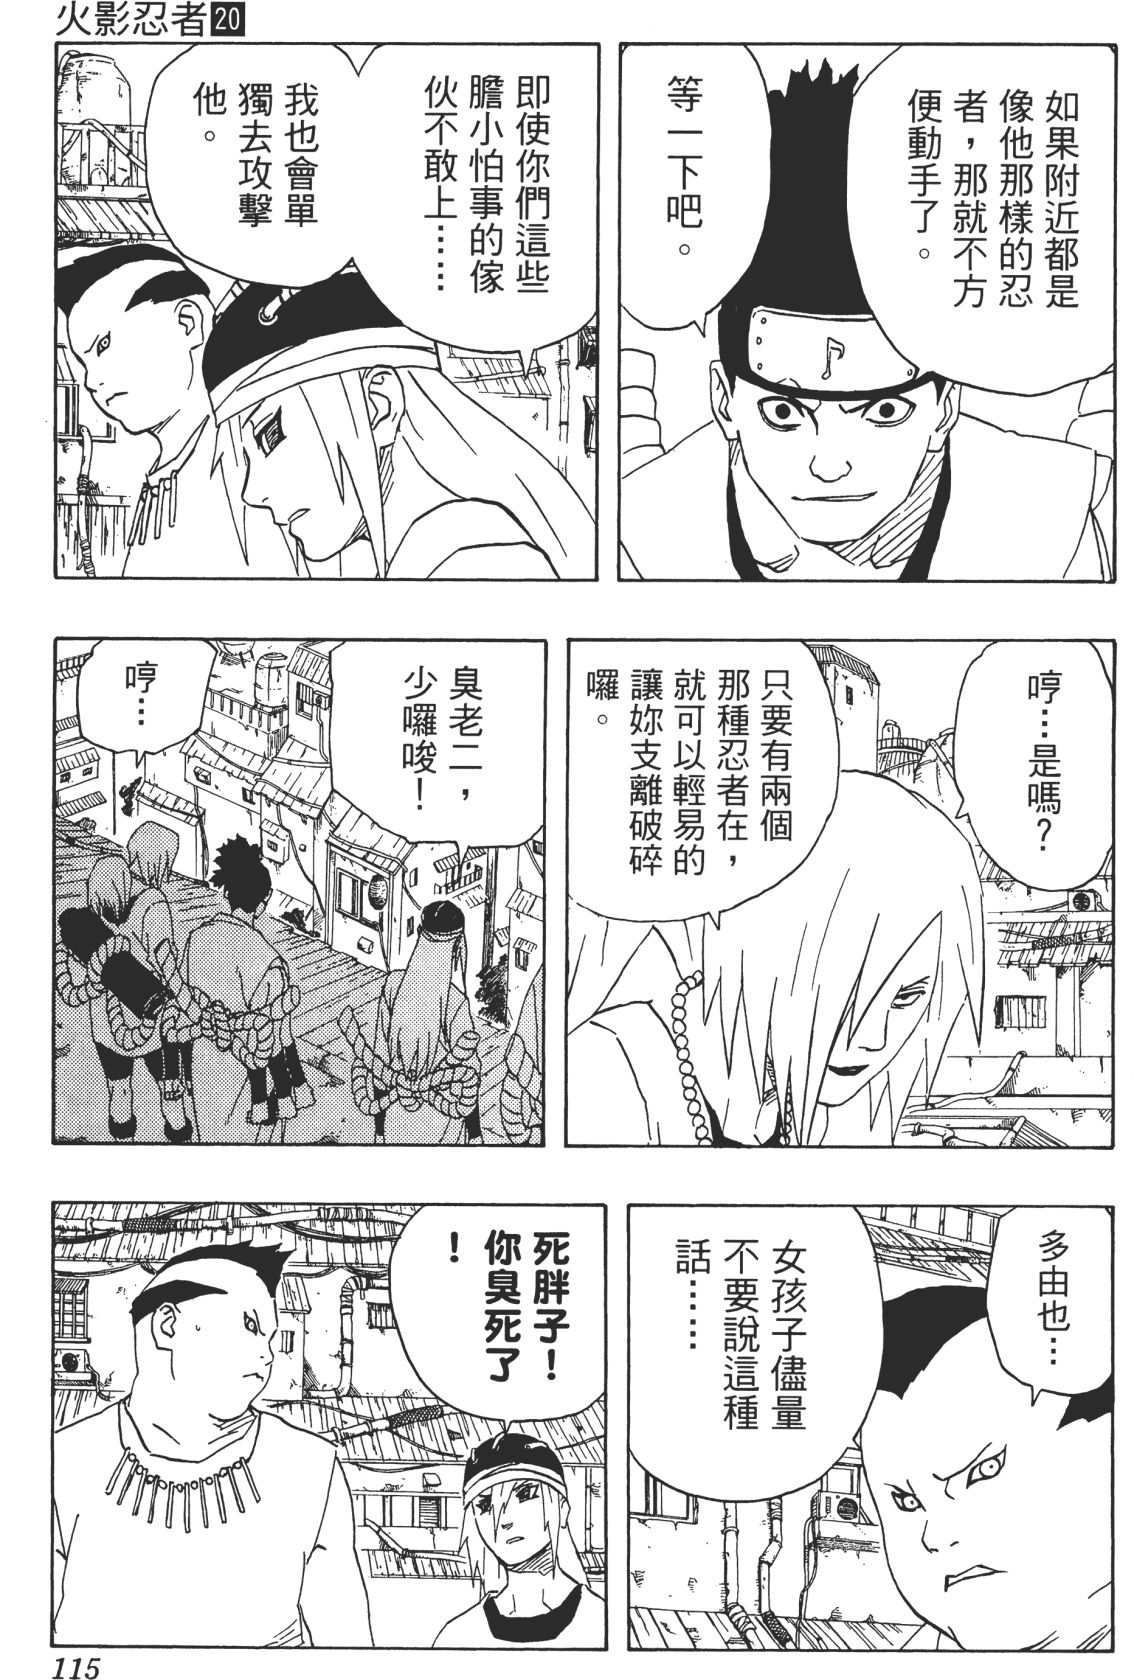 火影忍者20
如果附近都是
像他那樣的忍
者，那就不方
便動手了。
等一下吧。
即使你們這些
膽小怕事的傢
伙不敢上……
我也會單
獨去攻擊
他。
哼…是嗎？
只要有兩個
那種忍者在，
就可以輕易的
讓妳支離破碎
囉。
臭老二，
少囉唆！
哼…
多由也…
女孩子儘量
不要說這種
話……
死胖子！
你臭死了
！
115